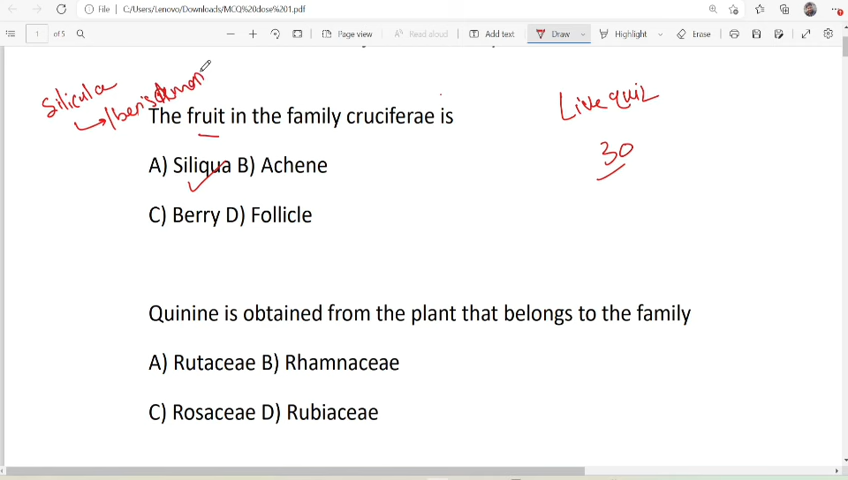 File | C:/Users/Lenovo/Downloads/MCQ%20dose%201.pdf
1 of 5 Page view Read aloud Add text Draw Highlight Erase
Silicula
The fruit in the family cruciferae is
Live quiz
30
A) Siliqua B) Achene
C) Berry D) Follicle
Quinine is obtained from the plant that belongs to the family
A) Rutaceae B) Rhamnaceae
C) Rosaceae D) Rubiaceae